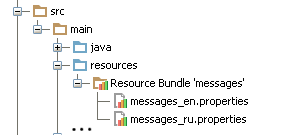 src
main
java
resources
Resource Bundle 'messages'
messages_en.properties
messages_ru.properties
...